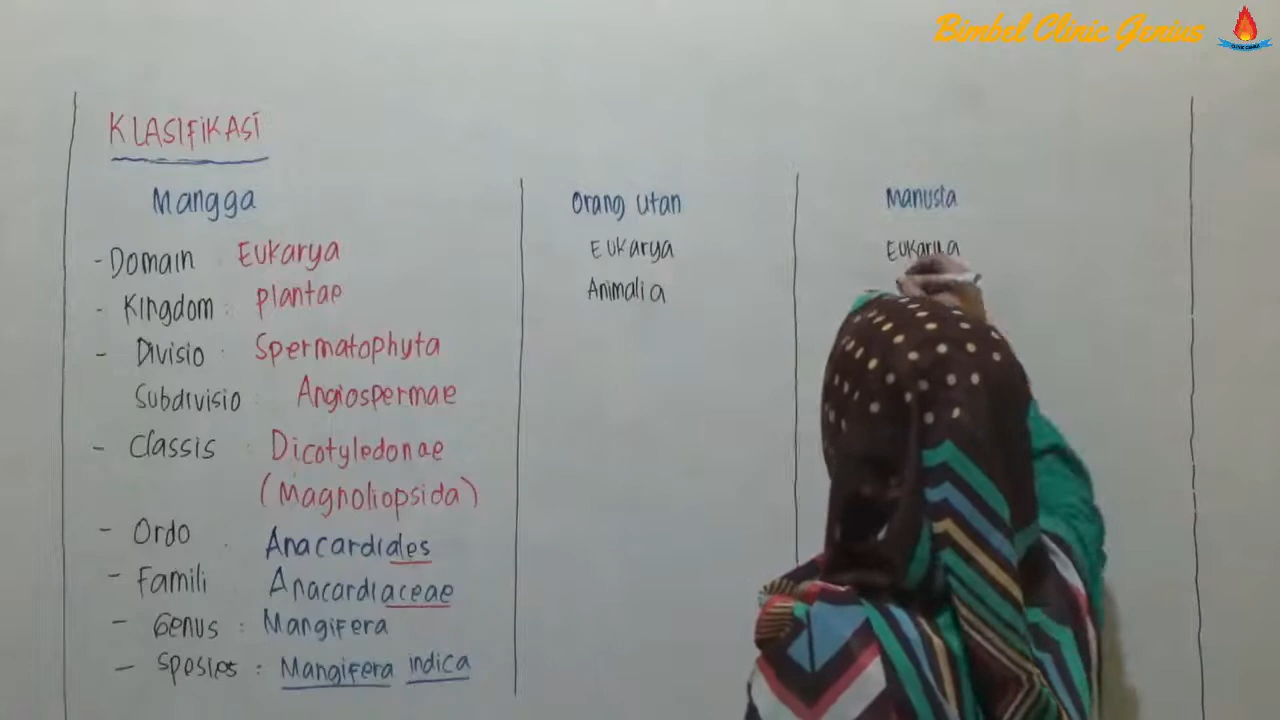 Bimbel Clinic Genius
KLASIFIKASI
Mangga
- Domain Eukarya
- Kingdom : plantae
- Divisio : Spermatophyta
Subdivisio : Angiospermae
- Classis : Dicotyledonae
(Magnoliopsida)
- Ordo : Anacardiales
- Famili Anacardiaceae
- Genus : Mangifera
- Spesies : Mangifera indica
Orang utan
Eukarya
Animalia
Manusia
Eukarya